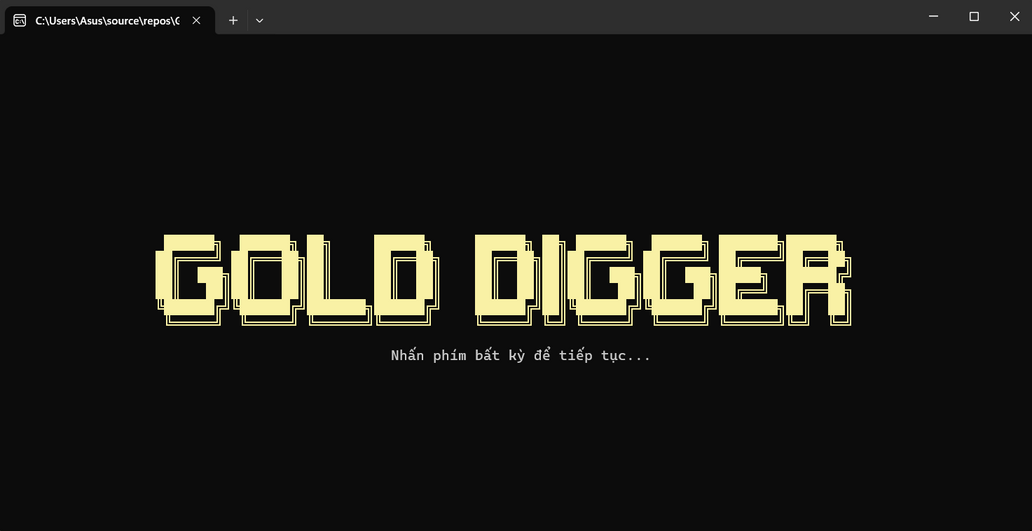 C:\Users\Asus\source\repos\
GOLD DIGGER
Nhấn phím bất kỳ để tiếp tục...